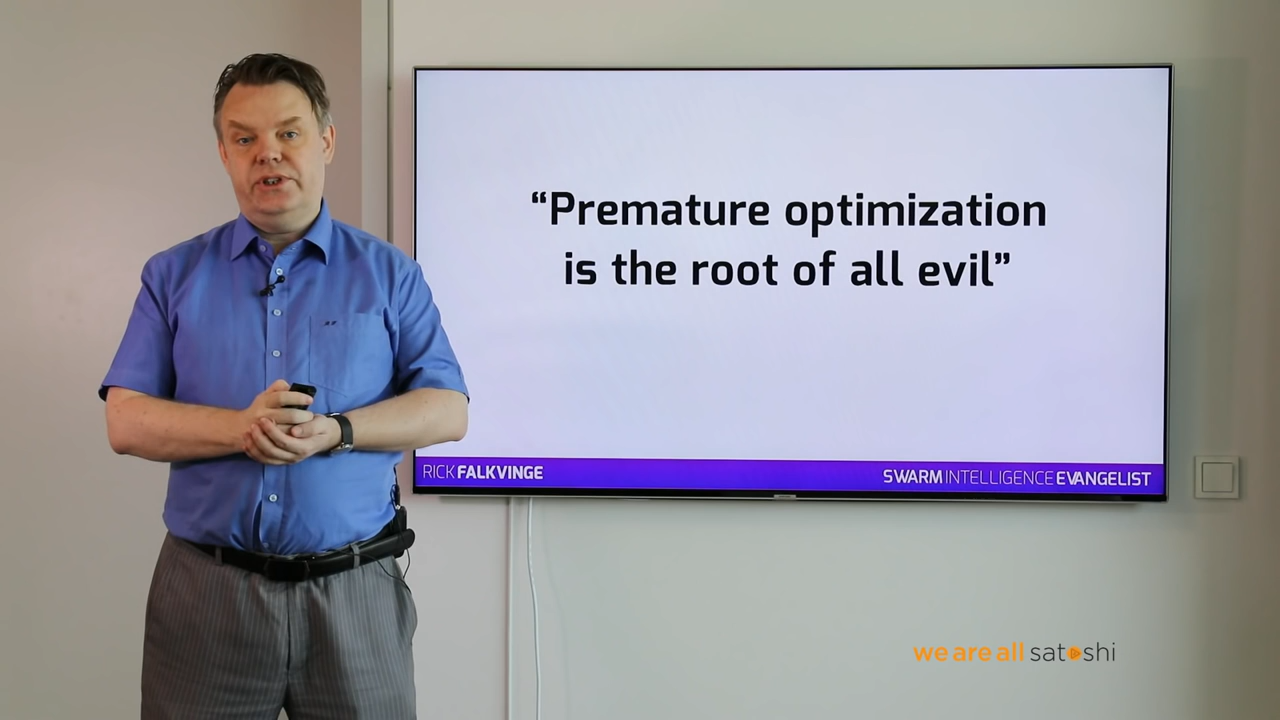 “Premature optimization
is the root of all evil”
RICK FALKVINGE
SWARM INTELLIGENCE EVANGELIST
we are all satoshi